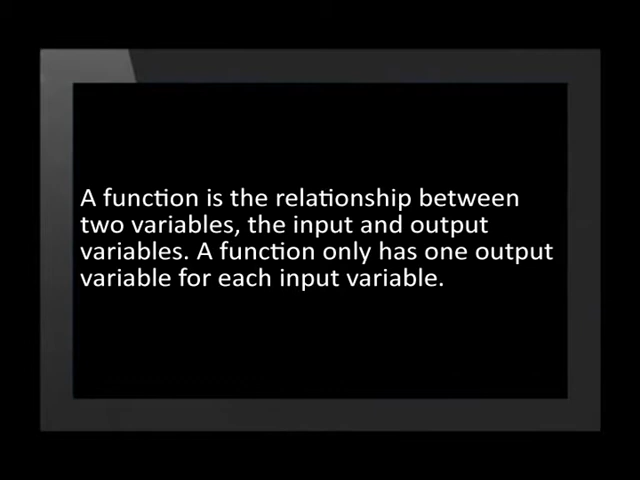 A function is the relationship between
two variables, the input and output
variables. A function only has one output
variable for each input variable.